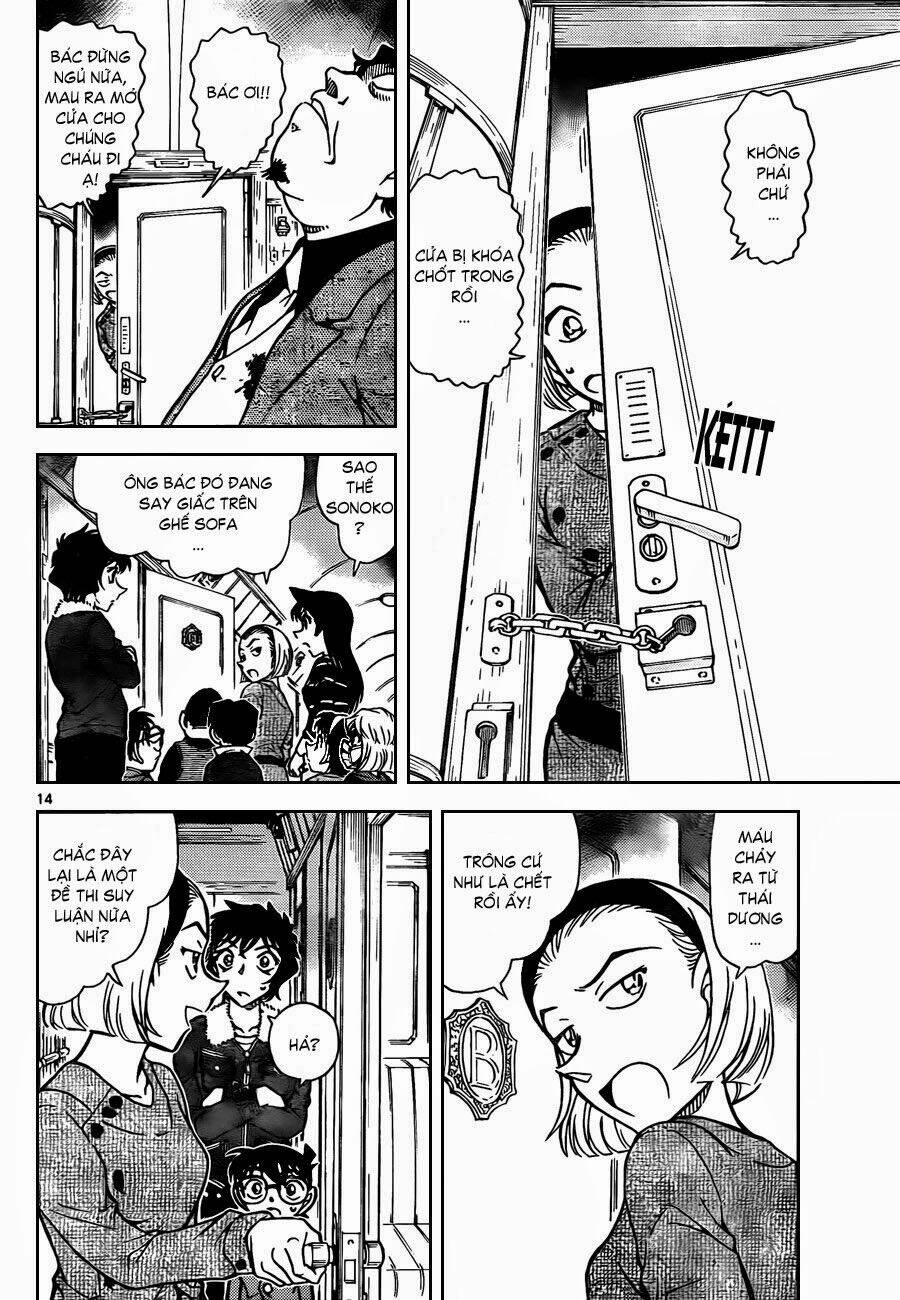 KHÔNG
PHẢI
CHỨ
...
CỬA BỊ KHÓA
CHỐT TRONG
RỒI
...
KÉTTT
BÁC ƠI!!
BÁC ĐỪNG
NGỦ NỮA,
MAU RA MỞ
CỬA CHO
CHÚNG
CHÁU ĐI
Ạ!
SAO
THẾ
SONOKO
?
ÔNG BÁC ĐÓ ĐANG
SAY GIẤC TRÊN
GHẾ SOFA
...
14
MÁU
CHẢY
RA TỪ
THÁI
DƯƠNG
...
TRÔNG CỨ
NHƯ LÀ CHẾT
RỒI ẤY!
B
CHẮC ĐÂY
LẠI LÀ MỘT
ĐỀ THI SUY
LUẬN NỮA
NHỈ?
HẢ?